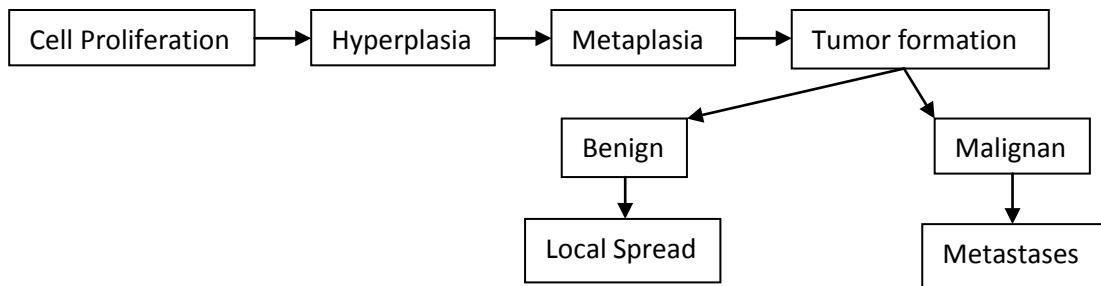 Cell Proliferation
Hyperplasia
Metaplasia
Tumor formation
Benign
Malignan
Local Spread
Metastases